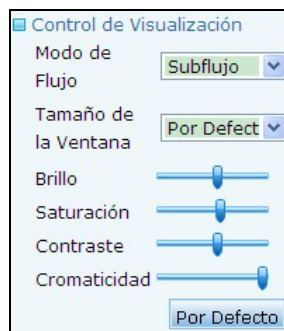 Control de Visualización
Modo de
Flujo
Subflujo
Tamaño de
la Ventana
Por Defect
Brillo
Saturación
Contraste
Cromaticidad
Por Defecto